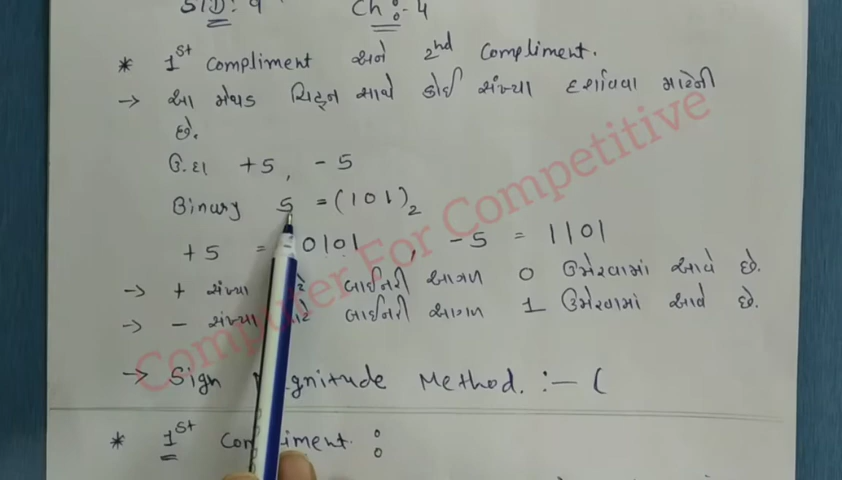 STD: 9 Ch :- 4
* 1st Compliment અને 2nd Compliment.
→ આ મેથડ ચિહ્ન સાથે કોઈ સંખ્યા દર્શાવવા માટેની
છે.
ઉ.દા +5, -5
Binary 5 = (101)2
+5 = 0101, -5 = 1101
→ + સંખ્યા બાઈનરી આગળ 0 ઉમેરવામાં આવે છે.
→ - સંખ્યા બાઈનરી આગળ 1 ઉમેરવામાં આવે છે.
→ Sign Magnitude Method. :- (
* 1st Compliment :
Computer For Competitive